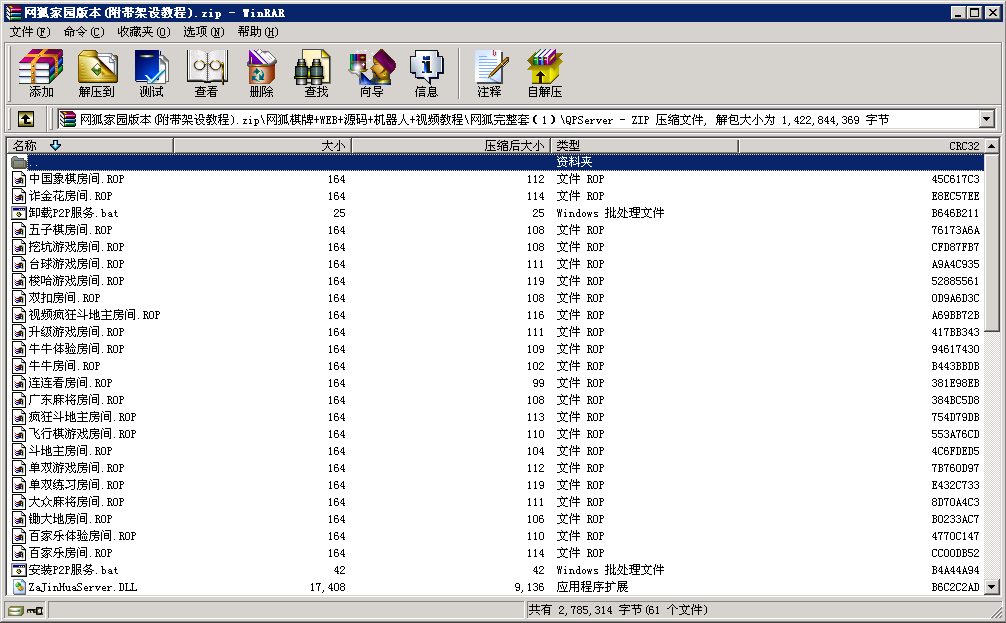 网狐家园版本(附带架设教程).zip - WinRAR
文件(F) 命令(C) 收藏夹(O) 选项(N) 帮助(H)
添加 解压到 测试 查看 删除 查找 向导 信息 注释 自解压
网狐家园版本(附带架设教程).zip\网狐棋牌+WEB+源码+机器人+视频教程\网狐完整套(1)\QPServer - ZIP 压缩文件, 解包大小为 1,422,844,369 字节
名称 大小 压缩后大小 类型 CRC32
.. 资料夹
中国象棋房间.ROP 164 112 文件 ROP 45C617C3
诈金花房间.ROP 164 114 文件 ROP E8EC57EE
卸载P2P服务.bat 25 25 Windows 批处理文件 B646B211
五子棋房间.ROP 164 108 文件 ROP 76173A6A
挖坑游戏房间.ROP 164 108 文件 ROP CFD87FB7
台球游戏房间.ROP 164 111 文件 ROP A9A4C935
梭哈游戏房间.ROP 164 119 文件 ROP 52885561
双扣房间.ROP 164 108 文件 ROP 0D9A6D3C
视频疯狂斗地主房间.ROP 164 116 文件 ROP A69BB72B
升级游戏房间.ROP 164 111 文件 ROP 417BB343
牛牛体验房间.ROP 164 109 文件 ROP 94617430
牛牛房间.ROP 164 102 文件 ROP B443BBDB
连连看房间.ROP 164 99 文件 ROP 381E98EB
广东麻将房间.ROP 164 108 文件 ROP 384BC5D8
疯狂斗地主房间.ROP 164 113 文件 ROP 754D79DB
飞行棋游戏房间.ROP 164 110 文件 ROP 553A76CD
斗地主房间.ROP 164 104 文件 ROP 4C6FDED5
单双游戏房间.ROP 164 112 文件 ROP 7B760D97
单双练习房间.ROP 164 119 文件 ROP E432C733
大众麻将房间.ROP 164 111 文件 ROP 8D70A4C3
锄大地房间.ROP 164 106 文件 ROP B0233AC7
百家乐体验房间.ROP 164 110 文件 ROP 4770C147
百家乐房间.ROP 164 114 文件 ROP CC00DB52
安装P2P服务.bat 42 42 Windows 批处理文件 B4A44A94
ZaJinHuaServer.DLL 17,408 9,136 应用程序扩展 B6C2C2AD
共有 2,785,314 字节(61 个文件)